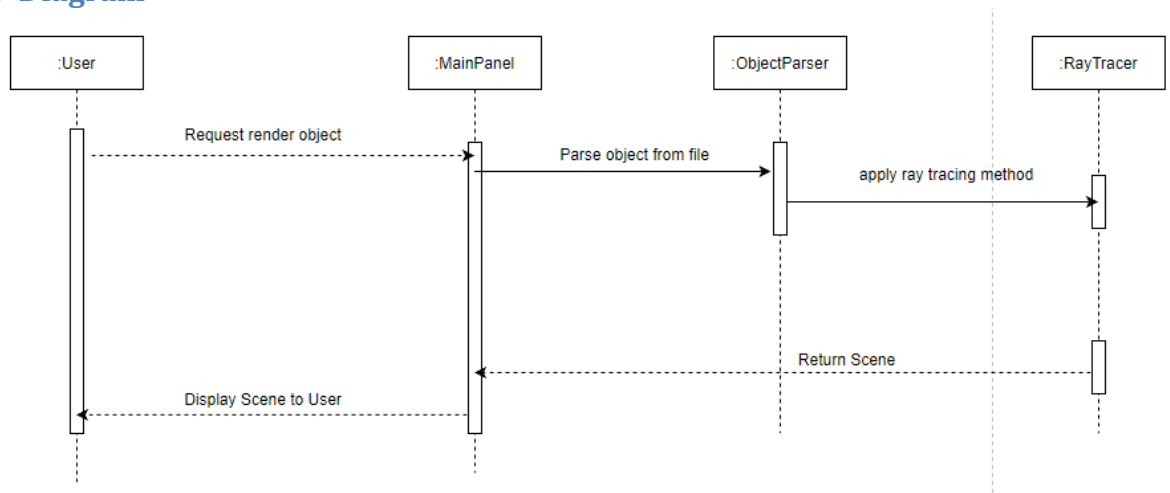 Diagram
:User
:MainPanel
:ObjectParser
:RayTracer
Request render object
Parse object from file
apply ray tracing method
Return Scene
Display Scene to User